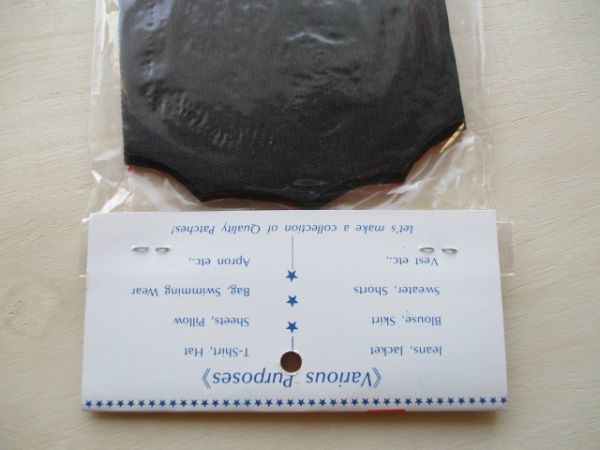 《Various Purposes》
Jeans, Jacket
Blouse, Skirt
Sweater, Shorts
Vest etc.,
T-Shirt, Hat
Sheets, Pillow
Bag, Swimming Wear
Apron etc.,
Let's make a collection of Quality Patches!